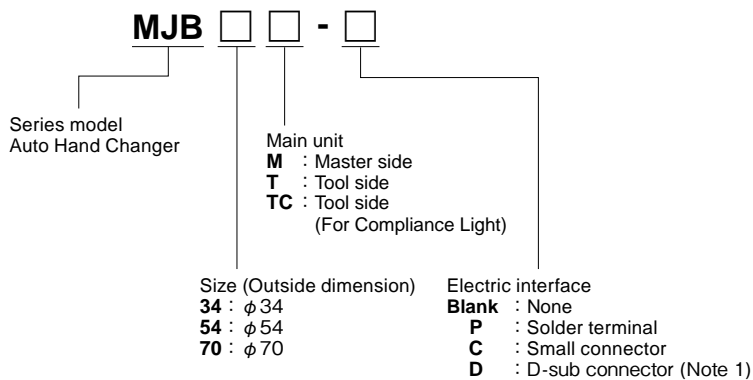 MJB □ □ - □
Series model
Auto Hand Changer
Main unit
M : Master side
T : Tool side
TC : Tool side
(For Compliance Light)
Size (Outside dimension)
34 : φ34
54 : φ54
70 : φ70
Electric interface
Blank : None
P : Solder terminal
C : Small connector
D : D-sub connector (Note 1)